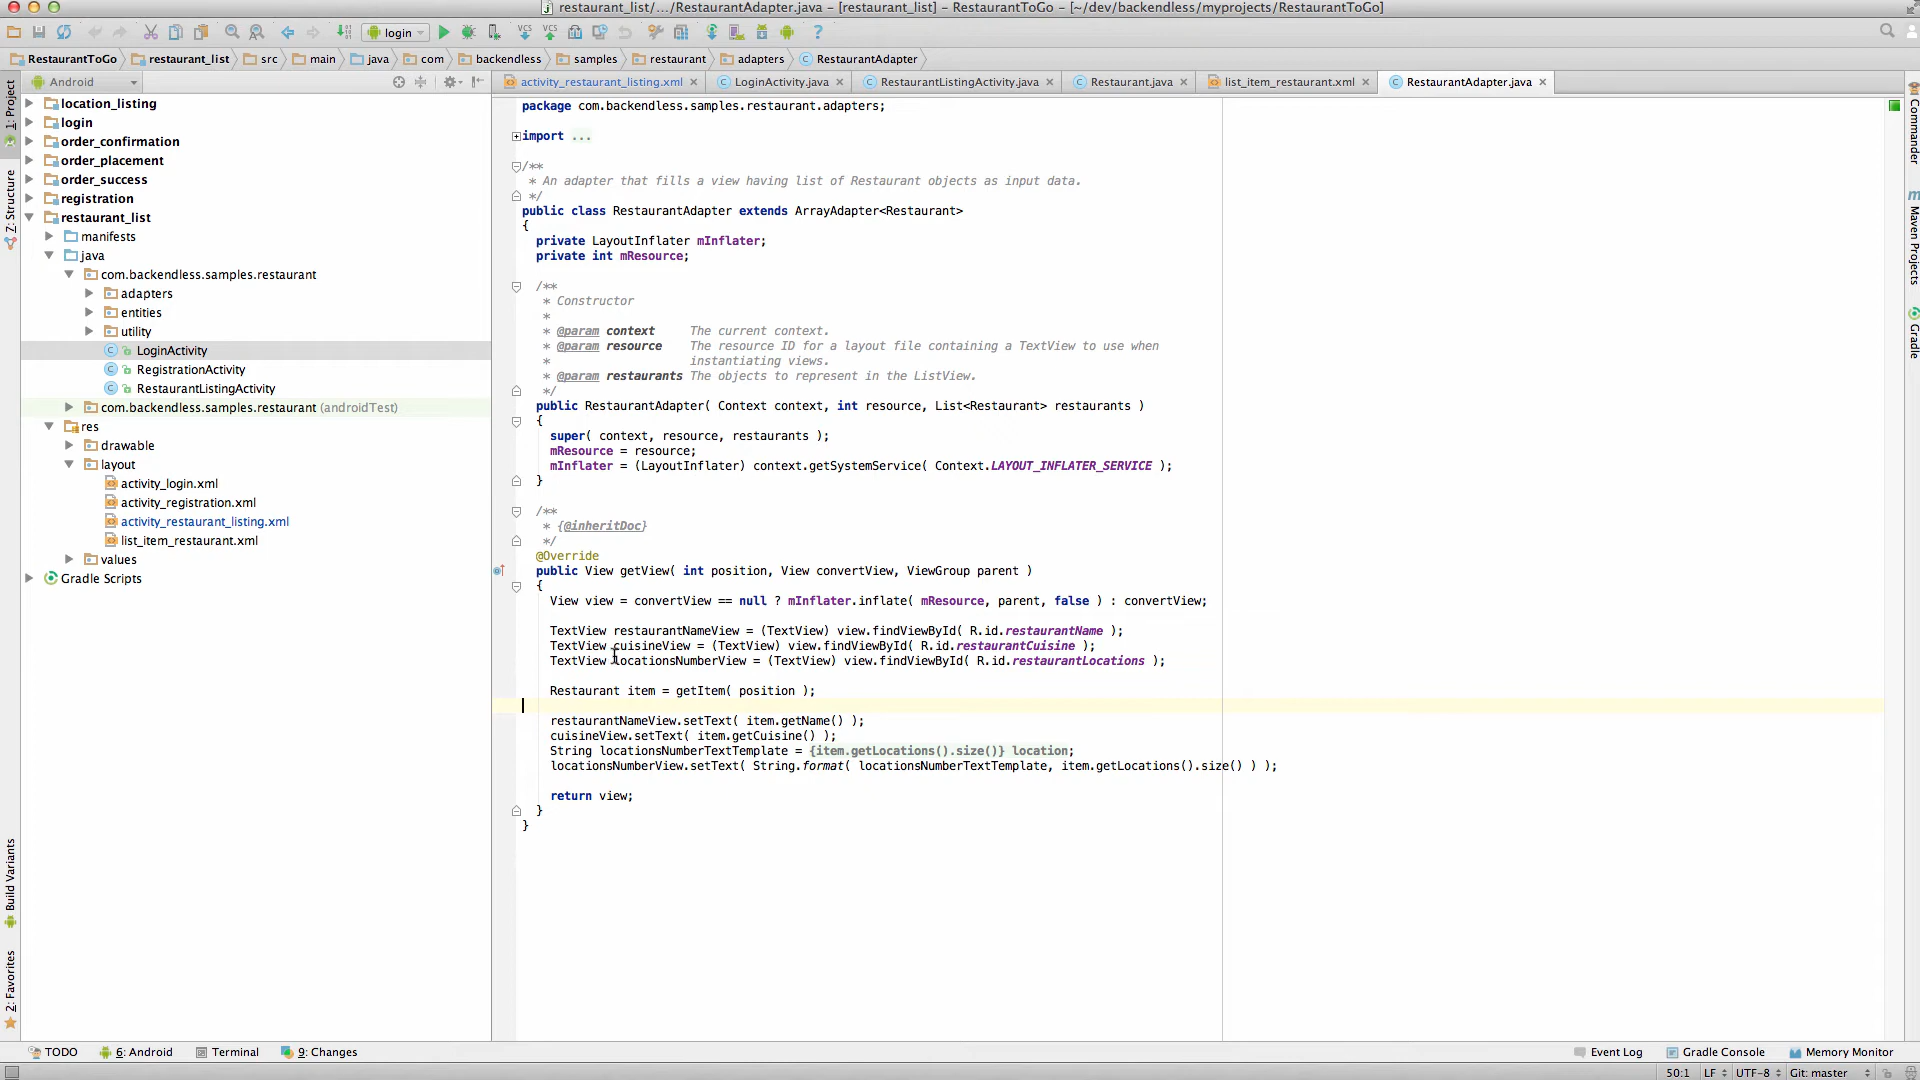 restaurant_list/.../RestaurantAdapter.java - [restaurant_list] - RestaurantToGo - [~/dev/backendless/myprojects/RestaurantToGo]
login
RestaurantToGo restaurant_list src main java com backendless samples restaurant adapters RestaurantAdapter
Android
activity_restaurant_listing.xml LoginActivity.java RestaurantListingActivity.java Restaurant.java list_item_restaurant.xml RestaurantAdapter.java
1: Project
Z: Structure
Build Variants
2: Favorites
location_listing
login
order_confirmation
order_placement
order_success
registration
restaurant_list
manifests
java
com.backendless.samples.restaurant
adapters
entities
utility
LoginActivity
RegistrationActivity
RestaurantListingActivity
com.backendless.samples.restaurant (androidTest)
res
drawable
layout
activity_login.xml
activity_registration.xml
activity_restaurant_listing.xml
list_item_restaurant.xml
values
Gradle Scripts
package com.backendless.samples.restaurant.adapters;
import ...
/**
* An adapter that fills a view having list of Restaurant objects as input data.
*/
public class RestaurantAdapter extends ArrayAdapter<Restaurant>
{
private LayoutInflater mInflater;
private int mResource;
/**
* Constructor
*
* @param context The current context.
* @param resource The resource ID for a layout file containing a TextView to use when
* instantiating views.
* @param restaurants The objects to represent in the ListView.
*/
public RestaurantAdapter( Context context, int resource, List<Restaurant> restaurants )
{
super( context, resource, restaurants );
mResource = resource;
mInflater = (LayoutInflater) context.getSystemService( Context.LAYOUT_INFLATER_SERVICE );
}
/**
* {@inheritDoc}
*/
@Override
public View getView( int position, View convertView, ViewGroup parent )
{
View view = convertView == null ? mInflater.inflate( mResource, parent, false ) : convertView;
TextView restaurantNameView = (TextView) view.findViewById( R.id.restaurantName );
TextView cuisineView = (TextView) view.findViewById( R.id.restaurantCuisine );
TextView locationsNumberView = (TextView) view.findViewById( R.id.restaurantLocations );
Restaurant item = getItem( position );
restaurantNameView.setText( item.getName() );
cuisineView.setText( item.getCuisine() );
String locationsNumberTextTemplate = {item.getLocations().size()} location;
locationsNumberView.setText( String.format( locationsNumberTextTemplate, item.getLocations().size() ) );
return view;
}
}
Commander
Maven Projects
Gradle
TODO 6: Android Terminal 9: Changes Event Log Gradle Console Memory Monitor
50:1 LF UTF-8 Git: master